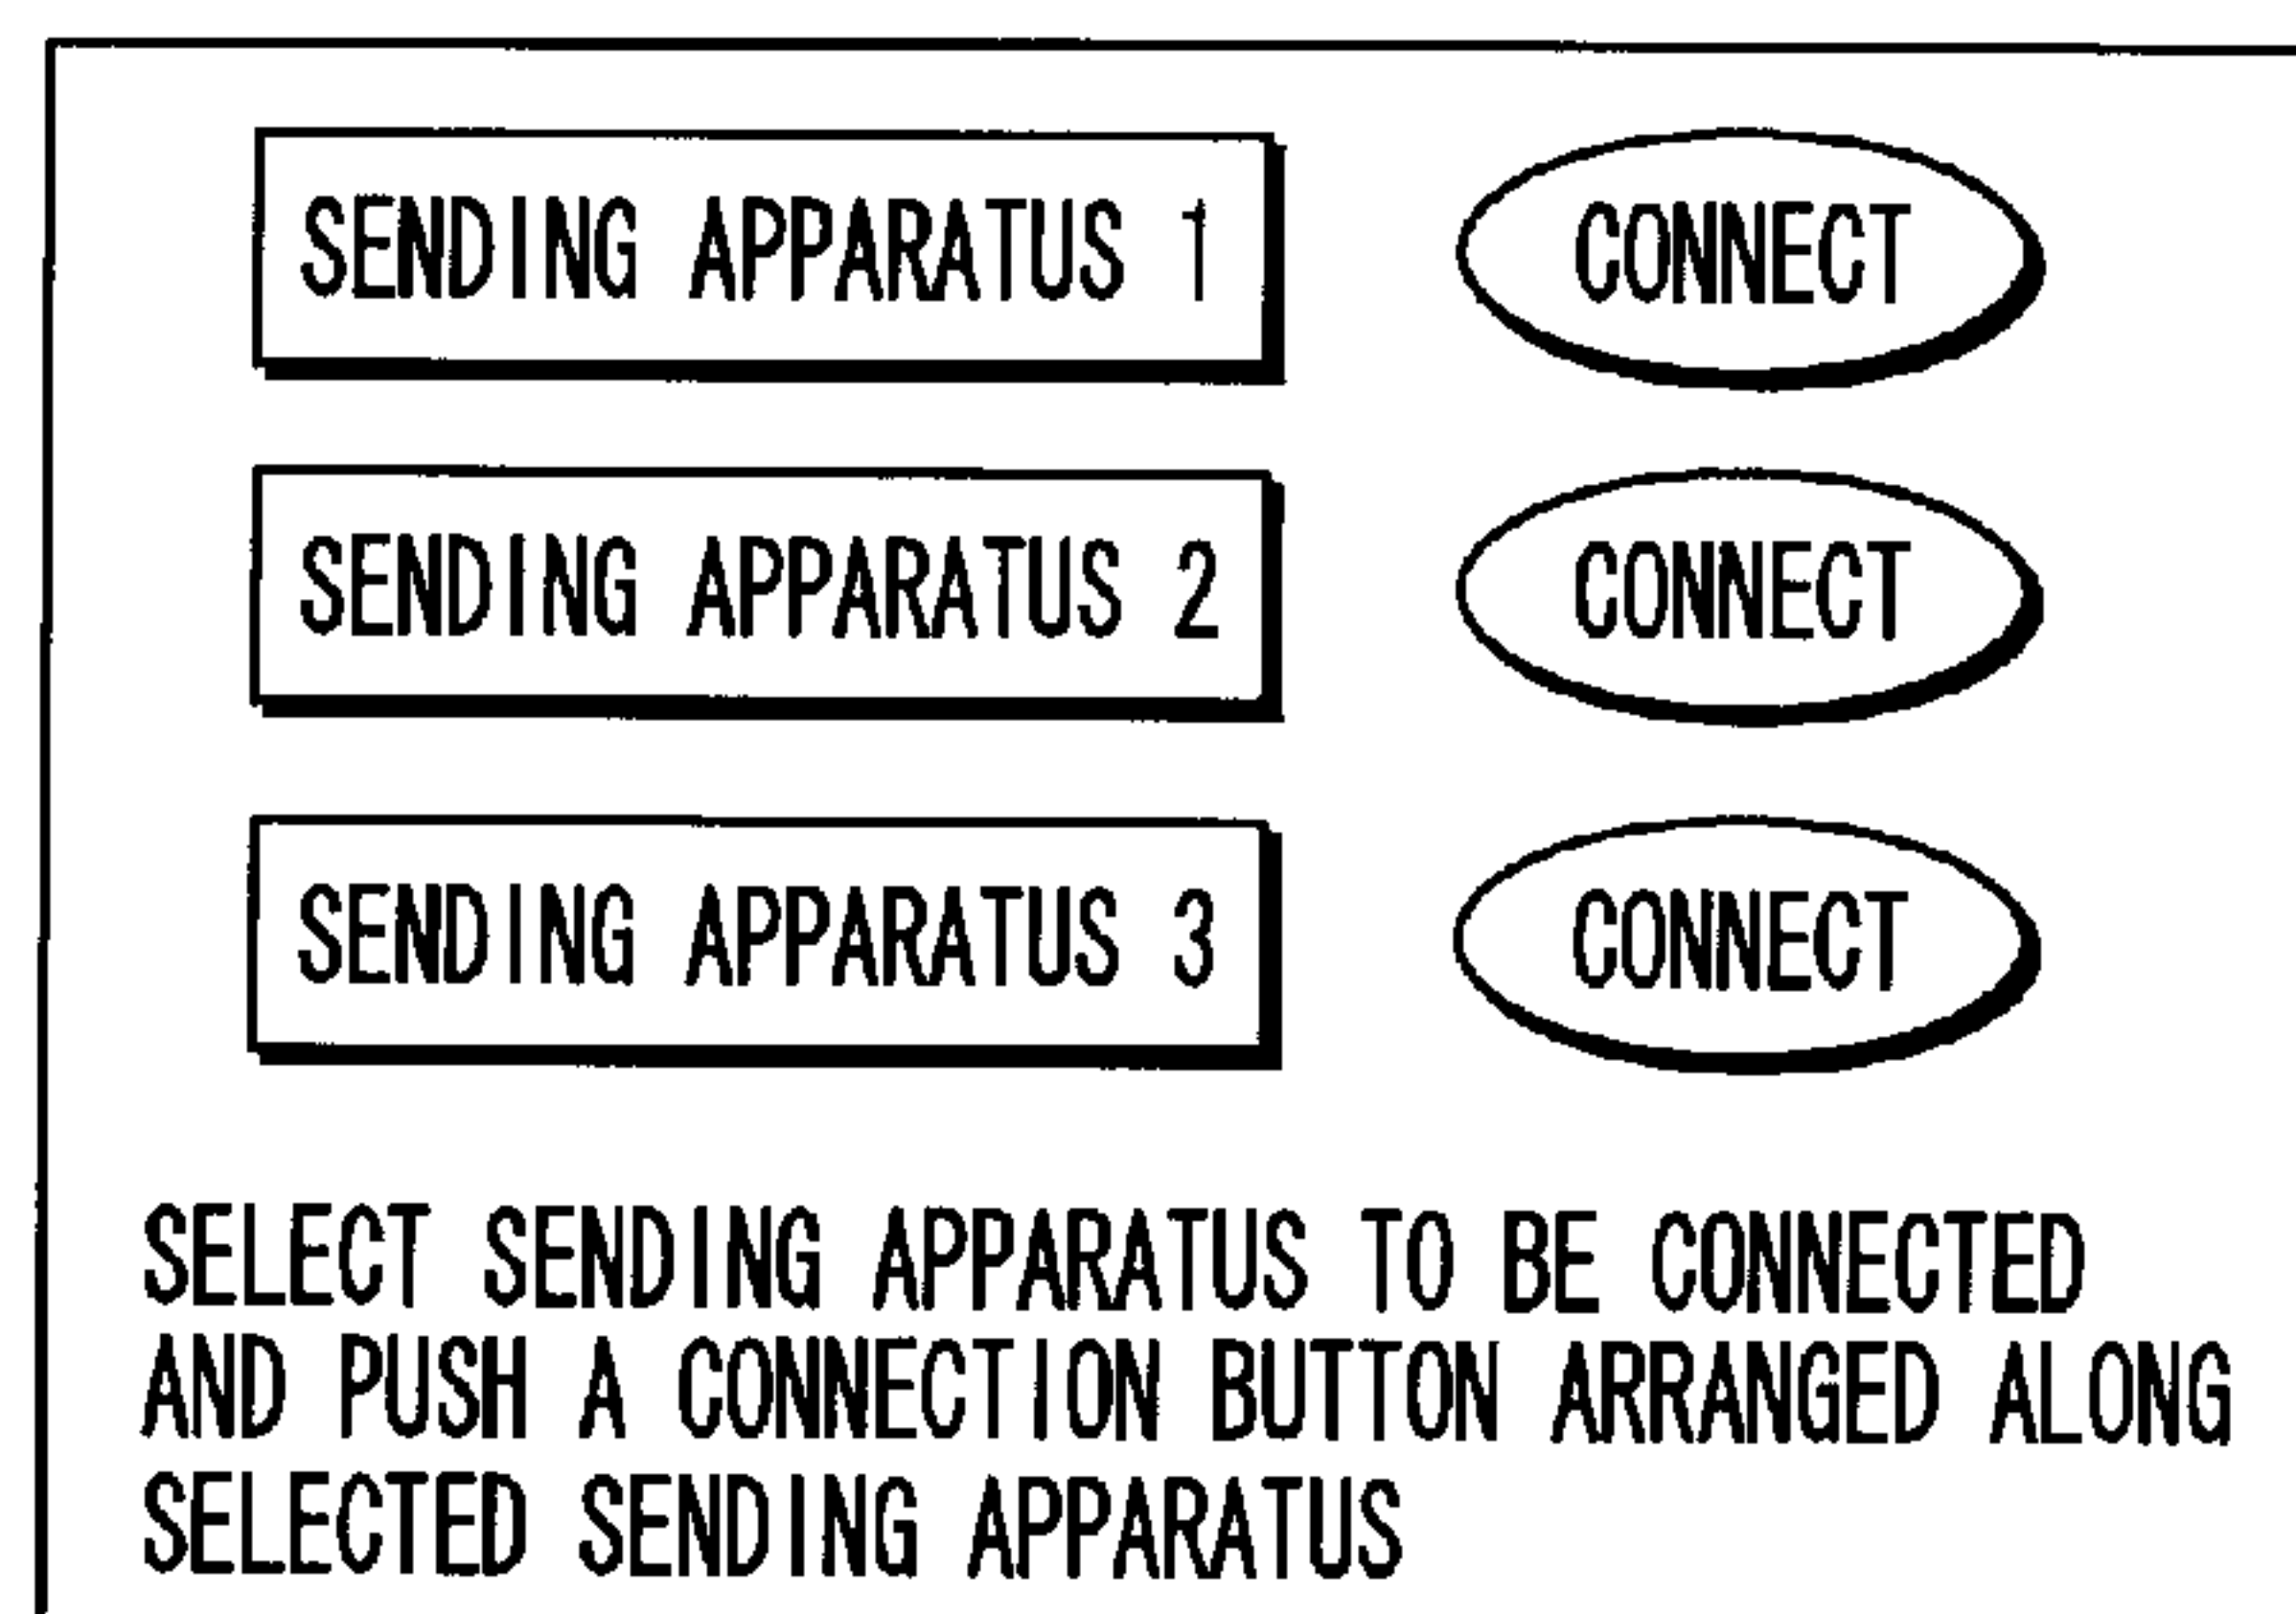 SENDING APPARATUS 1 CONNECT
SENDING APPARATUS 2 CONNECT
SENDING APPARATUS 3 CONNECT
SELECT SENDING APPARATUS TO BE CONNECTED
AND PUSH A CONNECTION BUTTON ARRANGED ALONG
SELECTED SENDING APPARATUS